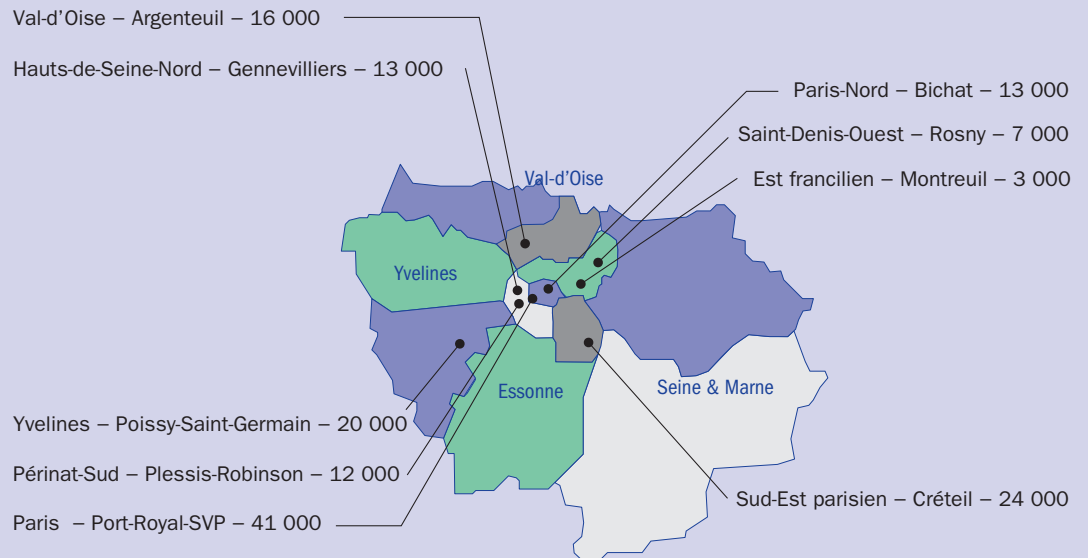 Val-d’Oise – Argenteuil – 16 000
Hauts-de-Seine-Nord – Gennevilliers – 13 000
Paris-Nord – Bichat – 13 000
Saint-Denis-Ouest – Rosny – 7 000
Est francilien – Montreuil – 3 000
Val-d’Oise
Yvelines
Essonne
Seine & Marne
Yvelines – Poissy-Saint-Germain – 20 000
Périnat-Sud – Plessis-Robinson – 12 000
Paris – Port-Royal-SVP – 41 000
Sud-Est parisien – Créteil – 24 000